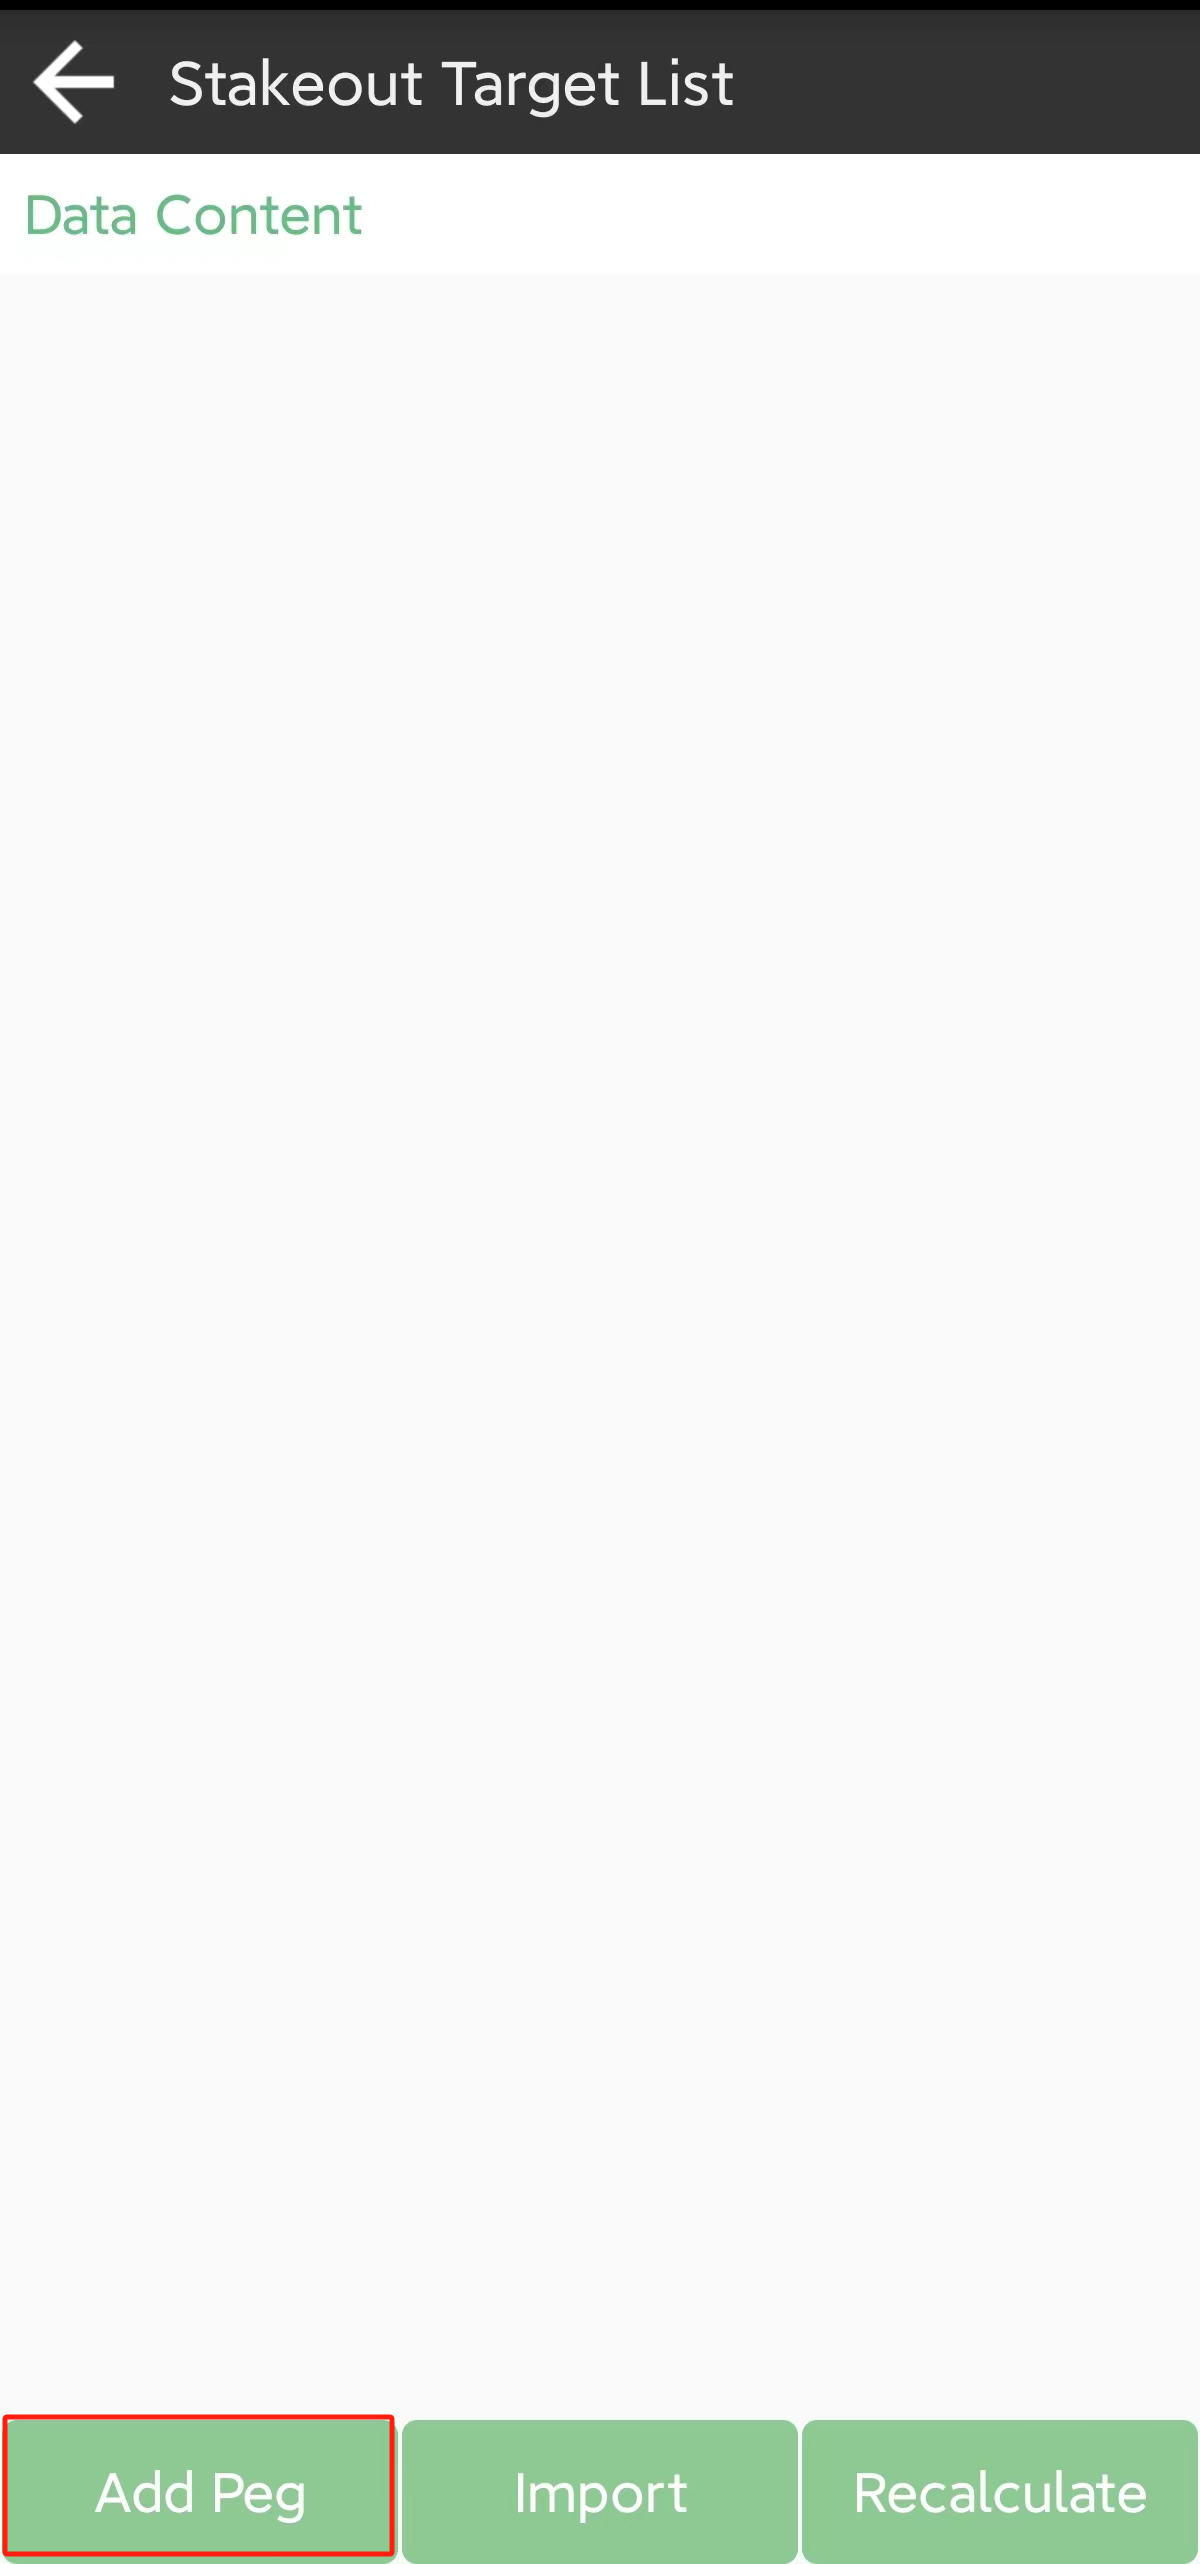 Stakeout Target List
Data Content
Add Peg
Import
Recalculate